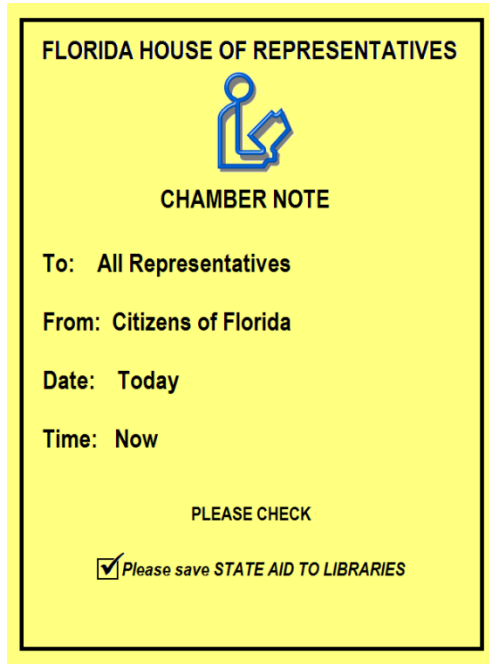 FLORIDA HOUSE OF REPRESENTATIVES
CHAMBER NOTE
To: All Representatives
From: Citizens of Florida
Date: Today
Time: Now
PLEASE CHECK
Please save STATE AID TO LIBRARIES